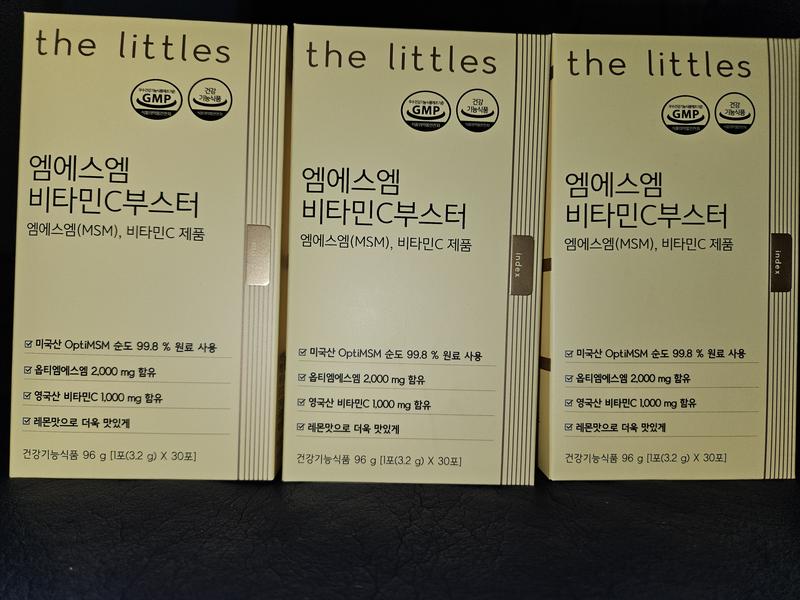 the littles
GMP
건강
기능식품
엠에스엠
비타민C부스터
엠에스엠(MSM), 비타민C 제품
미국산 OptiMSM 순도 99.8 % 원료 사용
옵티엠에스엠 2,000 mg 함유
영국산 비타민C 1,000 mg 함유
레몬맛으로 더욱 맛있게
건강기능식품 96 g [1포(3.2 g) X 30포]
the littles
GMP
건강
기능식품
엠에스엠
비타민C부스터
엠에스엠(MSM), 비타민C 제품
index
미국산 OptiMSM 순도 99.8 % 원료 사용
옵티엠에스엠 2,000 mg 함유
영국산 비타민C 1,000 mg 함유
레몬맛으로 더욱 맛있게
건강기능식품 96 g [1포(3.2 g) X 30포]
the littles
GMP
건강
기능식품
엠에스엠
비타민C부스터
엠에스엠(MSM), 비타민C 제품
index
미국산 OptiMSM 순도 99.8 % 원료 사용
옵티엠에스엠 2,000 mg 함유
영국산 비타민C 1,000 mg 함유
레몬맛으로 더욱 맛있게
건강기능식품 96 g [1포(3.2 g) X 30포]